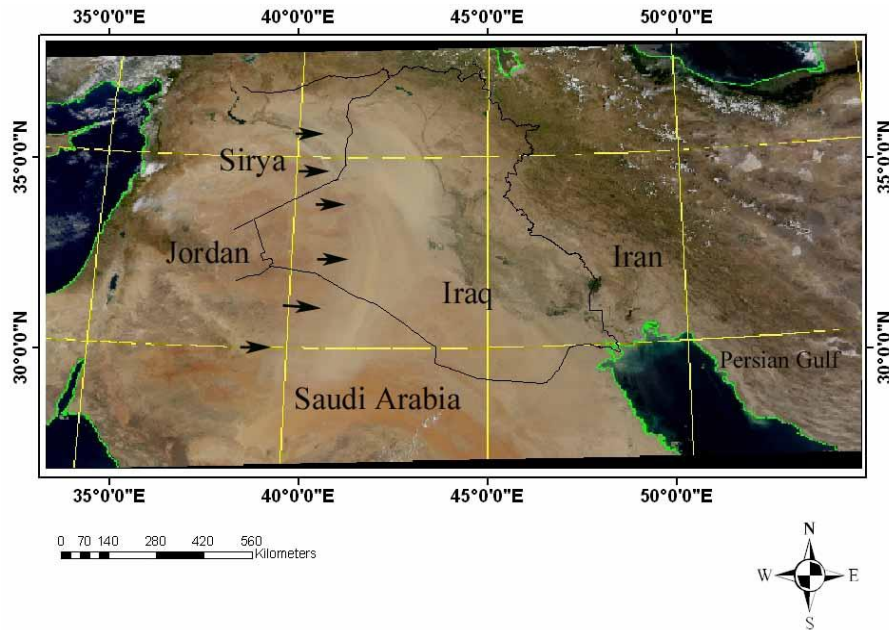 35°0'0"E 40°0'0"E 45°0'0"E 50°0'0"E
35°0'0"N
35°0'0"N
Sirya
Jordan
Iran
Iraq
30°0'0"N
30°0'0"N
Persian Gulf
Saudi Arabia
35°0'0"E 40°0'0"E 45°0'0"E 50°0'0"E
0 70 140 280 420 560
Kilometers
N
W E
S